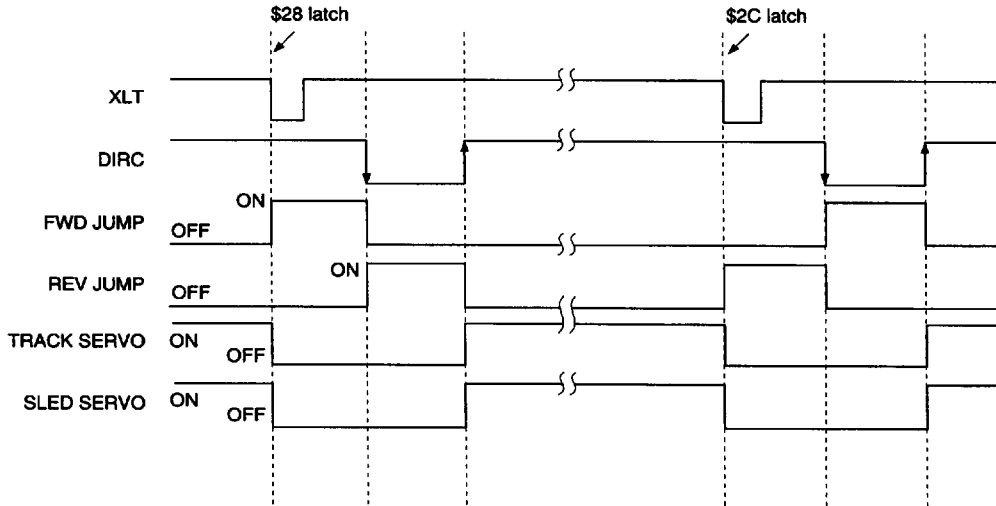 $28 latch
$2C latch
XLT
DIRC
ON
FWD JUMP
OFF
ON
REV JUMP
OFF
TRACK SERVO
ON
OFF
SLED SERVO
ON
OFF